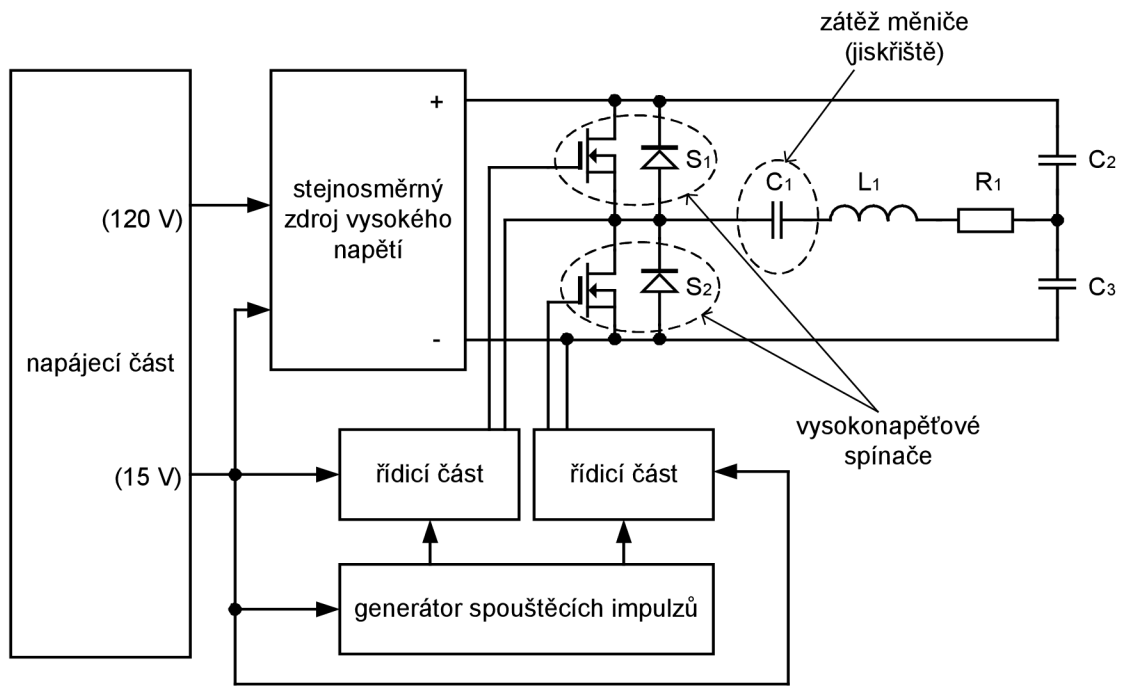 zátěž měniče
(jiskřiště)
+
S1
C1
L1
R1
C2
(120 V)
stejnosměrný
zdroj vysokého
napětí
S2
C3
-
napájecí část
vysokonapěťové
spínače
(15 V)
řídicí část
řídicí část
generátor spouštěcích impulzů